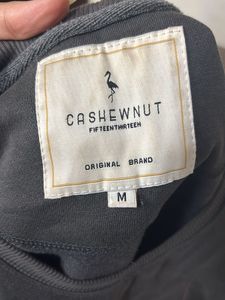 CASHEWNUT
FIFTEENTHIRTEEN
ORIGINAL BRAND
M